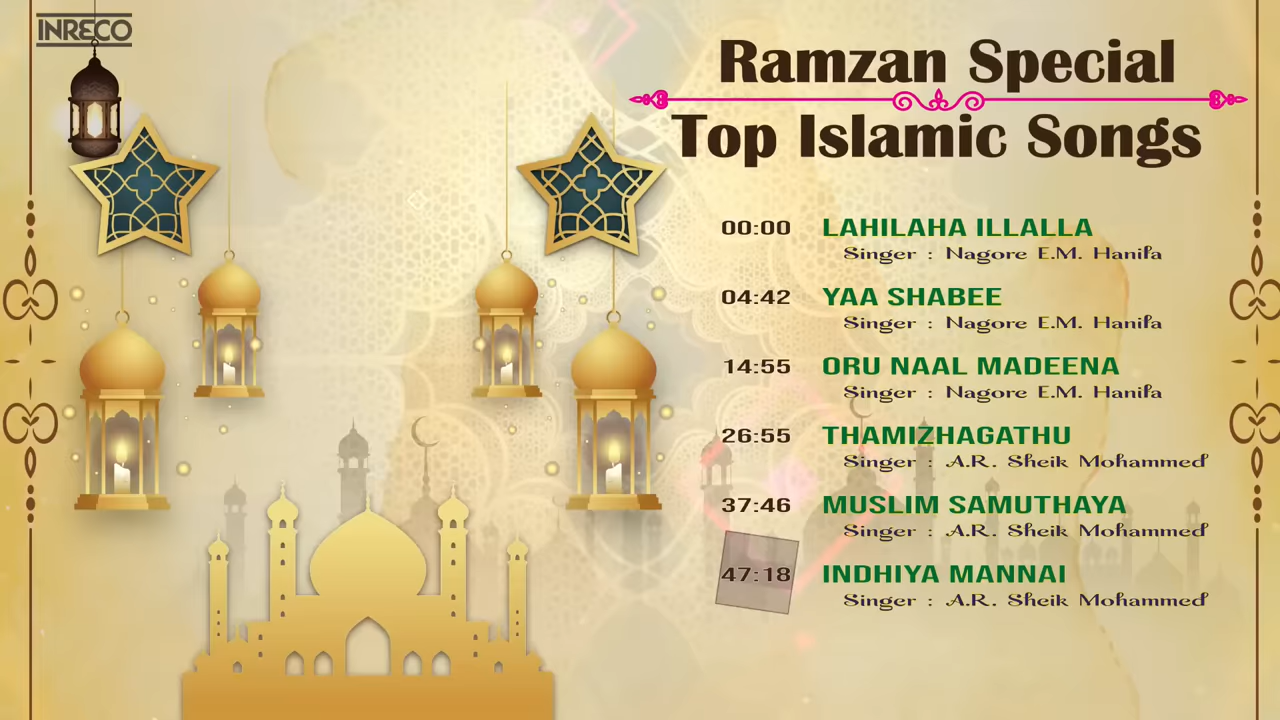 INRECO
Ramzan Special
Top Islamic Songs
00:00 LAHILAHA ILLALLA
Singer : Nagore E.M. Hanifa
04:42 YAA SHABEE
Singer : Nagore E.M. Hanifa
14:55 ORU NAAL MADEENA
Singer : Nagore E.M. Hanifa
26:55 THAMIZHAGATHU
Singer : A.R. Sheik Mohammed
37:46 MUSLIM SAMUTHAYA
Singer : A.R. Sheik Mohammed
47:18 INDHIYA MANNAI
Singer : A.R. Sheik Mohammed